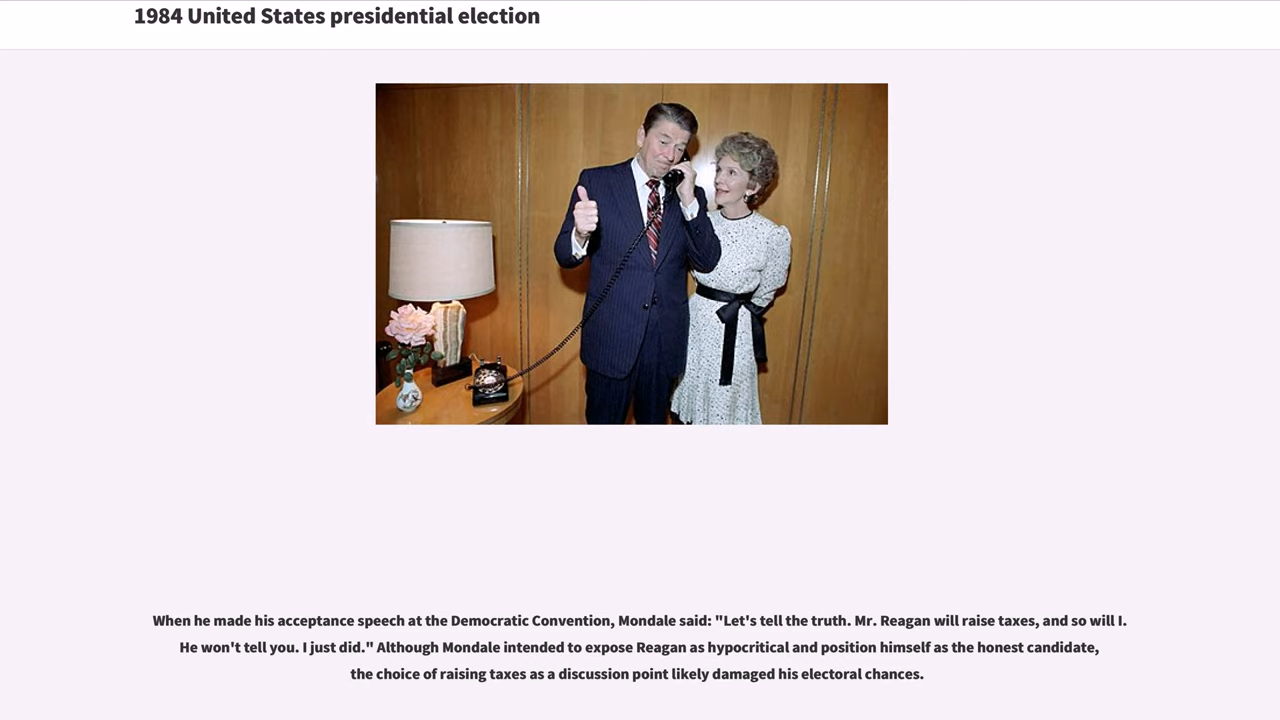 1984 United States presidential election
When he made his acceptance speech at the Democratic Convention, Mondale said: "Let's tell the truth. Mr. Reagan will raise taxes, and so will I.
He won't tell you. I just did." Although Mondale intended to expose Reagan as hypocritical and position himself as the honest candidate,
the choice of raising taxes as a discussion point likely damaged his electoral chances.